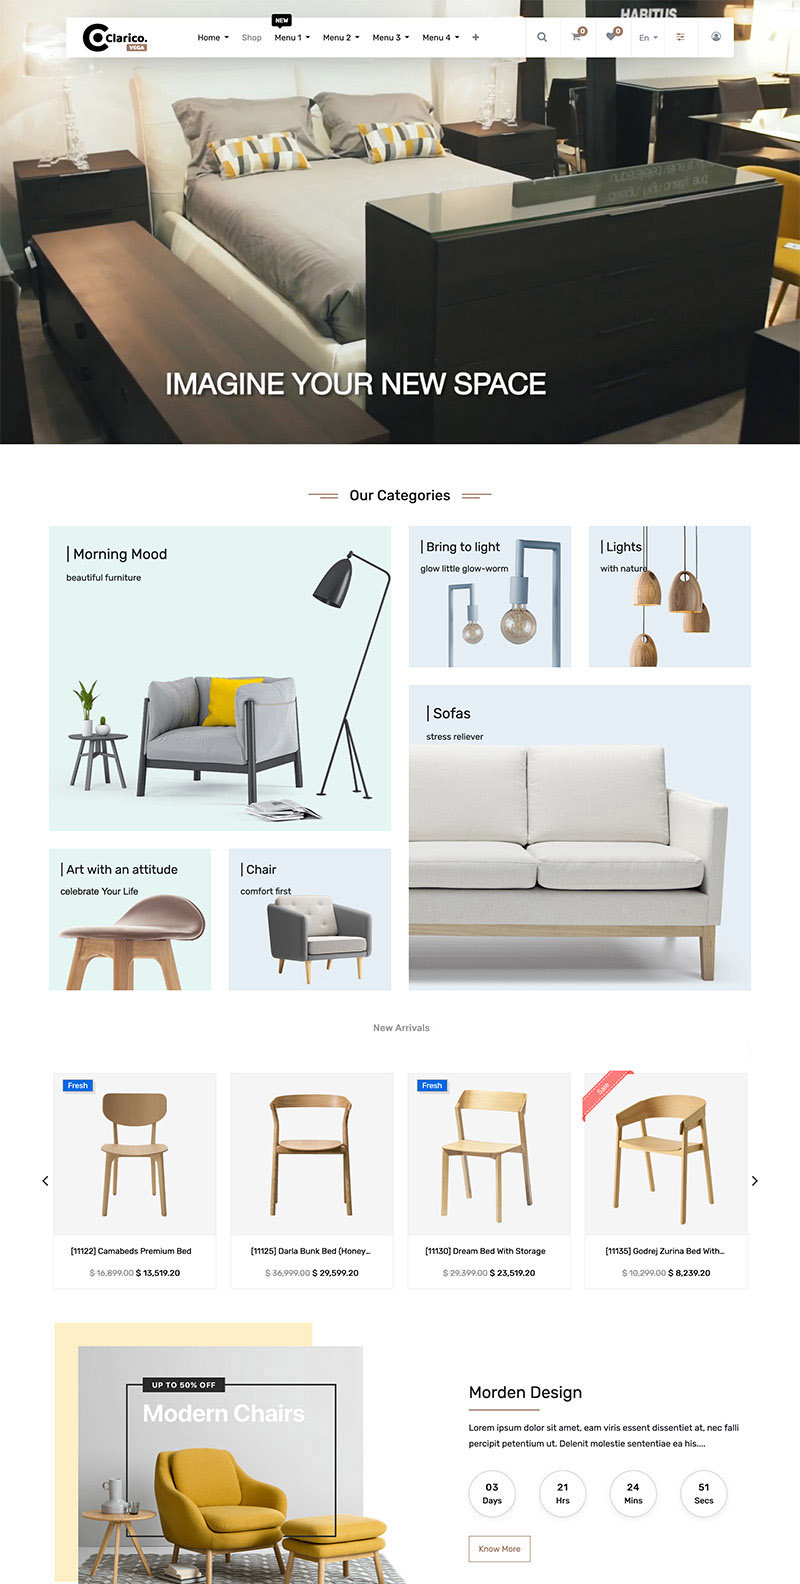 HABITUS
NEW
Clarico.
VEGA
Home Shop Menu 1 Menu 2 Menu 3 Menu 4 + 0 0 En
IMAGINE YOUR NEW SPACE
Our Categories
| Morning Mood
beautiful furniture
| Bring to light
glow little glow-worm
| Lights
with nature
| Sofas
stress reliever
| Art with an attitude
celebrate Your Life
| Chair
comfort first
New Arrivals
Fresh
Fresh
Sale
[11122] Camabeds Premium Bed
$ 16,899.00 $ 13,519.20
[11125] Darla Bunk Bed (Honey...
$ 36,999.00 $ 29,599.20
[11130] Dream Bed With Storage
$ 29,399.00 $ 23,519.20
[11135] Godrej Zurina Bed With...
$ 10,299.00 $ 8,239.20
UP TO 50% OFF
Modern Chairs
Morden Design
Lorem ipsum dolor sit amet, eam viris essent dissentiet at, nec falli
percipit petentium ut. Delenit molestie sententiae ea his....
03 21 24 51
Days Hrs Mins Secs
Know More